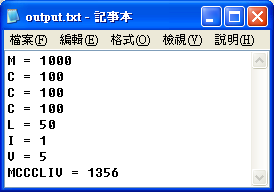 output.txt - 記事本
檔案(F) 編輯(E) 格式(O) 檢視(V) 說明(H)
M = 1000
C = 100
C = 100
C = 100
L = 50
I = 1
V = 5
MCCCLIV = 1356